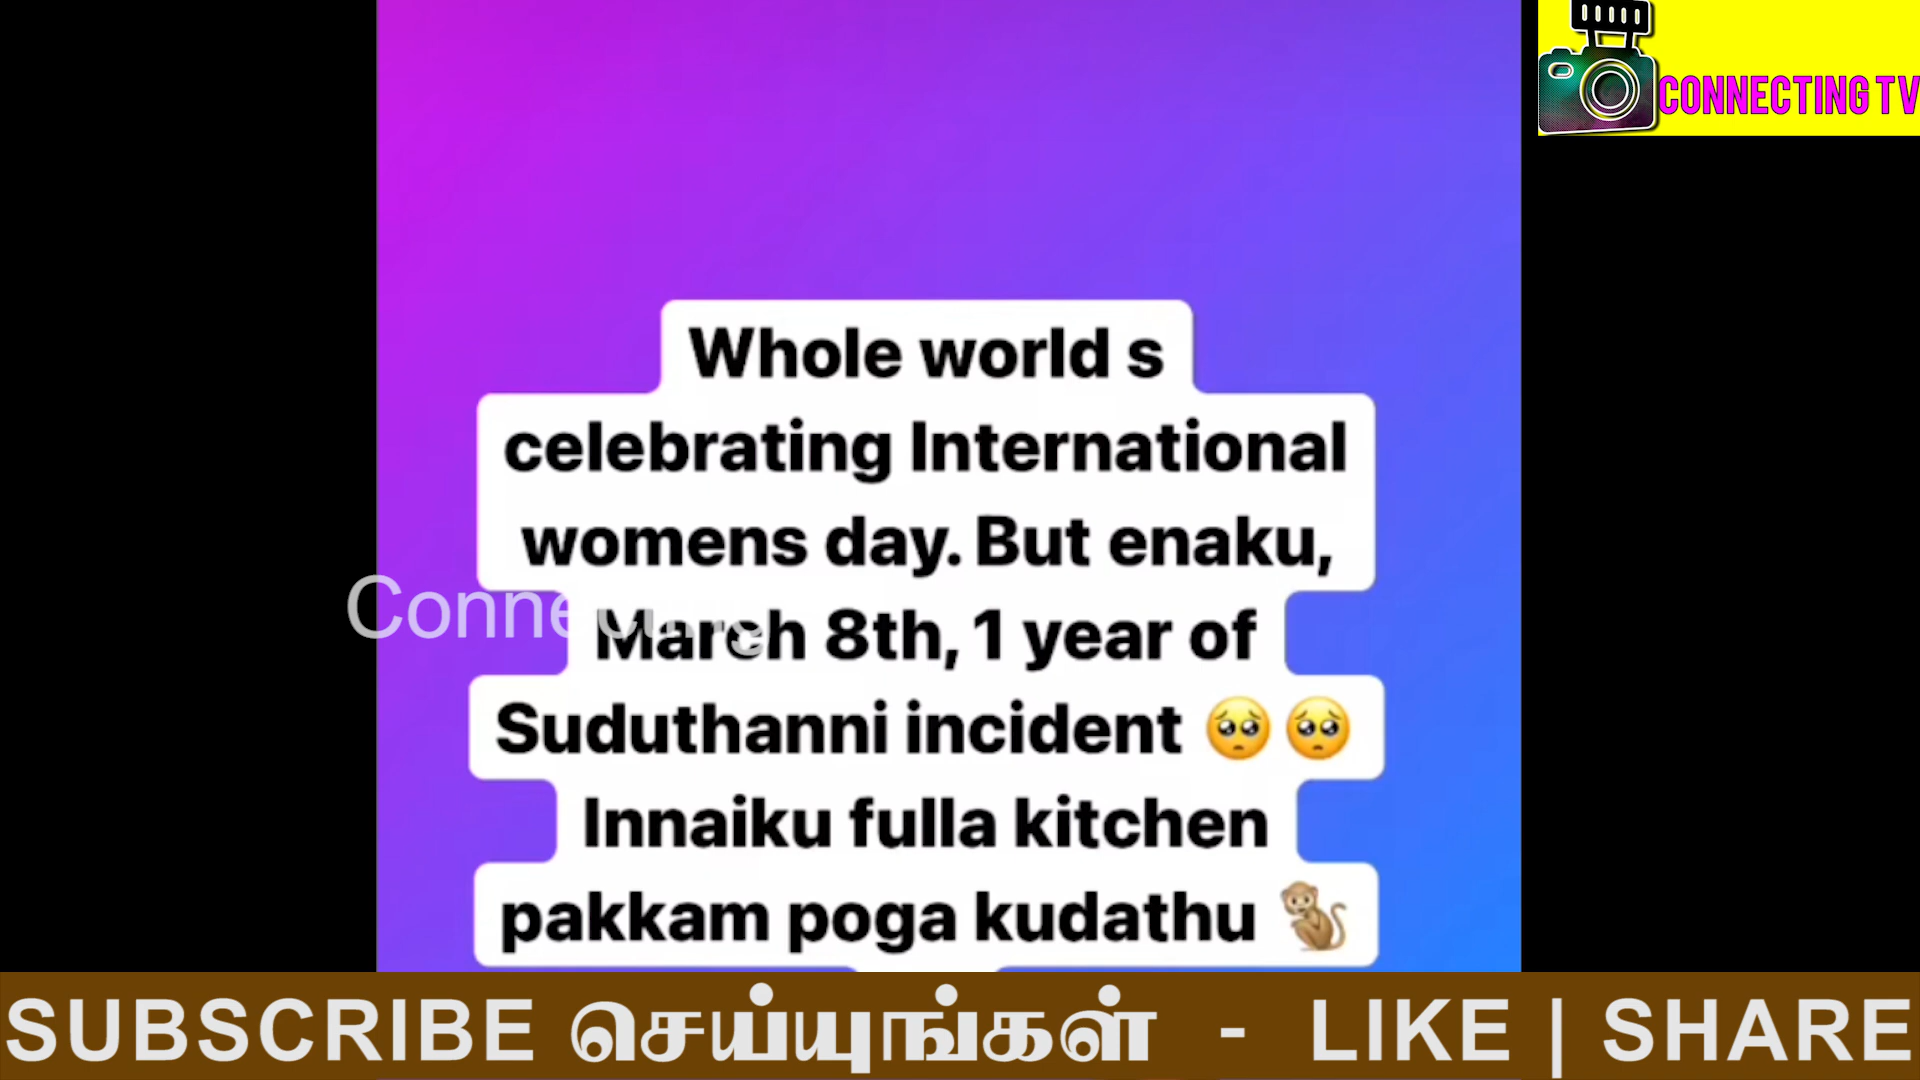 CONNECTING TV
Whole world s
celebrating International
womens day. But enaku,
Connecting
March 8th, 1 year of
Suduthanni incident 🥺🥺
Innaiku fulla kitchen
pakkam poga kudathu 🐒
SUBSCRIBE செய்யுங்கள் - LIKE | SHARE